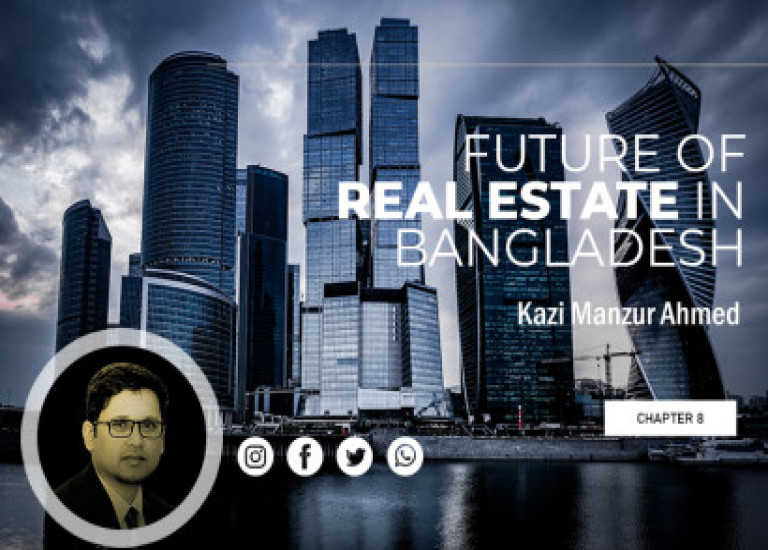 FUTURE OF
REAL ESTATE IN
BANGLADESH
Kazi Manzur Ahmed
CHAPTER 8